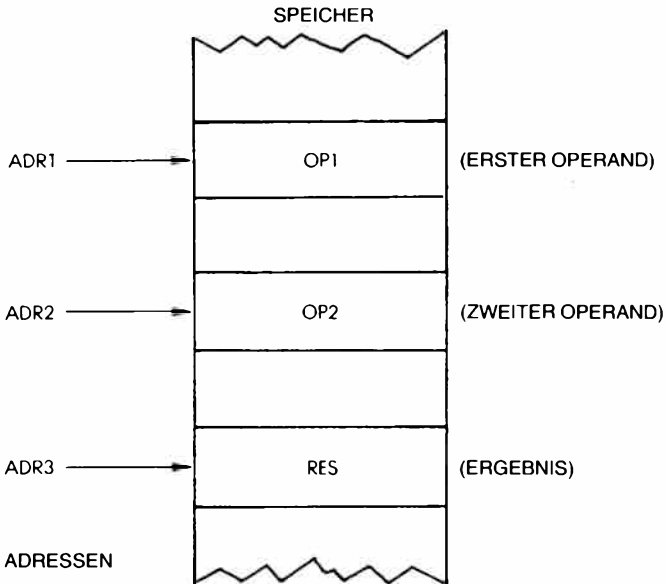 SPEICHER
ADR1 OP1 (ERSTER OPERAND)
ADR2 OP2 (ZWEITER OPERAND)
ADR3 RES (ERGEBNIS)
ADRESSEN